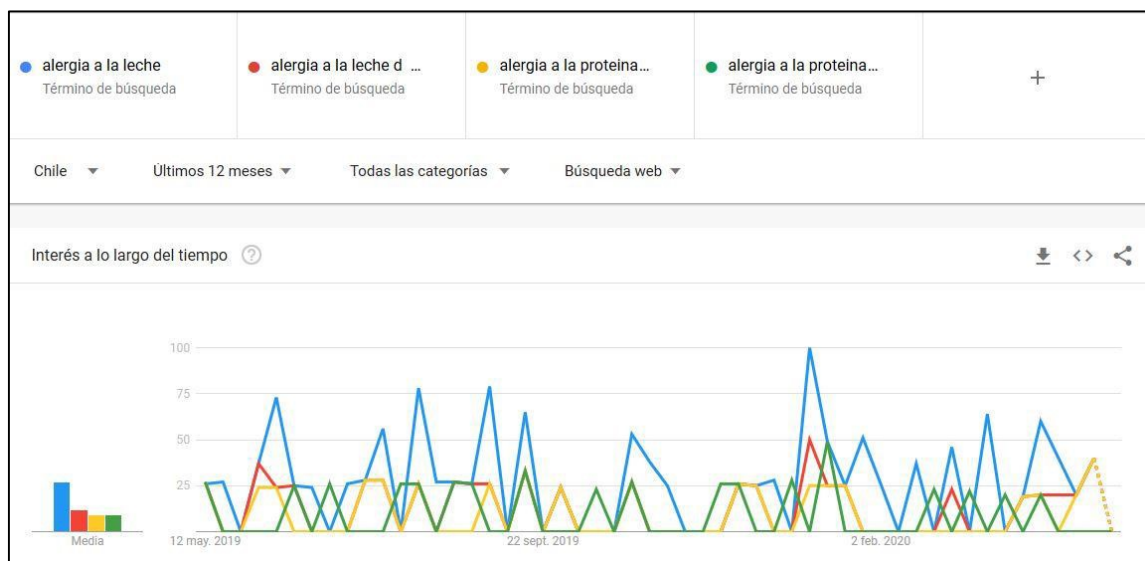 alergia a la leche
Término de búsqueda
alergia a la leche d ...
Término de búsqueda
alergia a la proteina...
Término de búsqueda
alergia a la proteina...
Término de búsqueda
+
Chile
Últimos 12 meses
Todas las categorías
Búsqueda web
Interés a lo largo del tiempo
?
100
75
50
25
Media
12 may. 2019
22 sept. 2019
2 feb. 2020